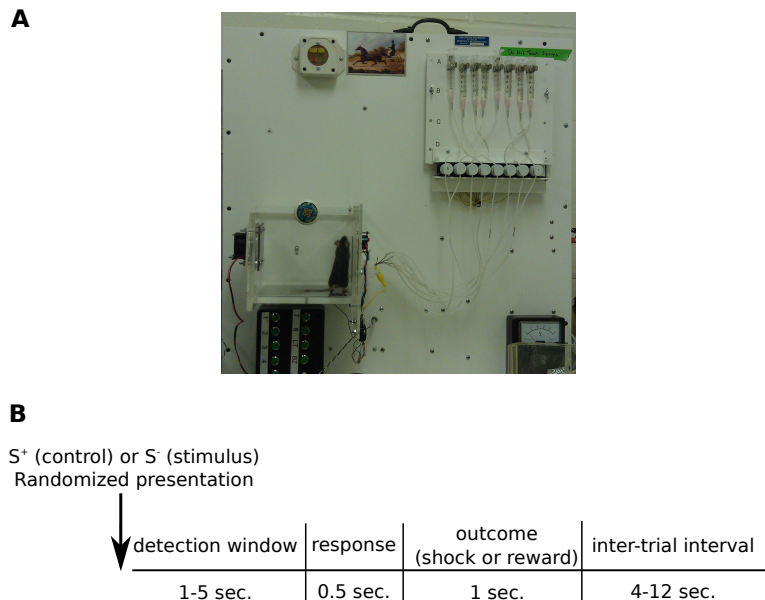 A
A
B
C
D
B
S⁺ (control) or S⁻ (stimulus)
Randomized presentation
detection window
response
outcome
(shock or reward)
inter-trial interval
1-5 sec.
0.5 sec.
1 sec.
4-12 sec.